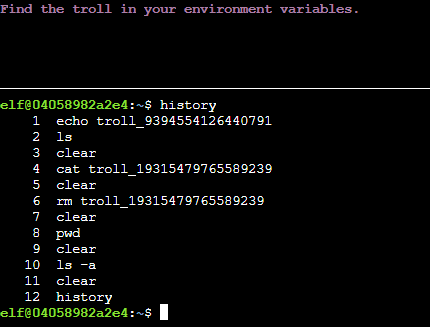 Find the troll in your environment variables.
elf@04058982a2e4:~$ history
1 echo troll_9394554126440791
2 ls
3 clear
4 cat troll_19315479765589239
5 clear
6 rm troll_19315479765589239
7 clear
8 pwd
9 clear
10 ls -a
11 clear
12 history
elf@04058982a2e4:~$